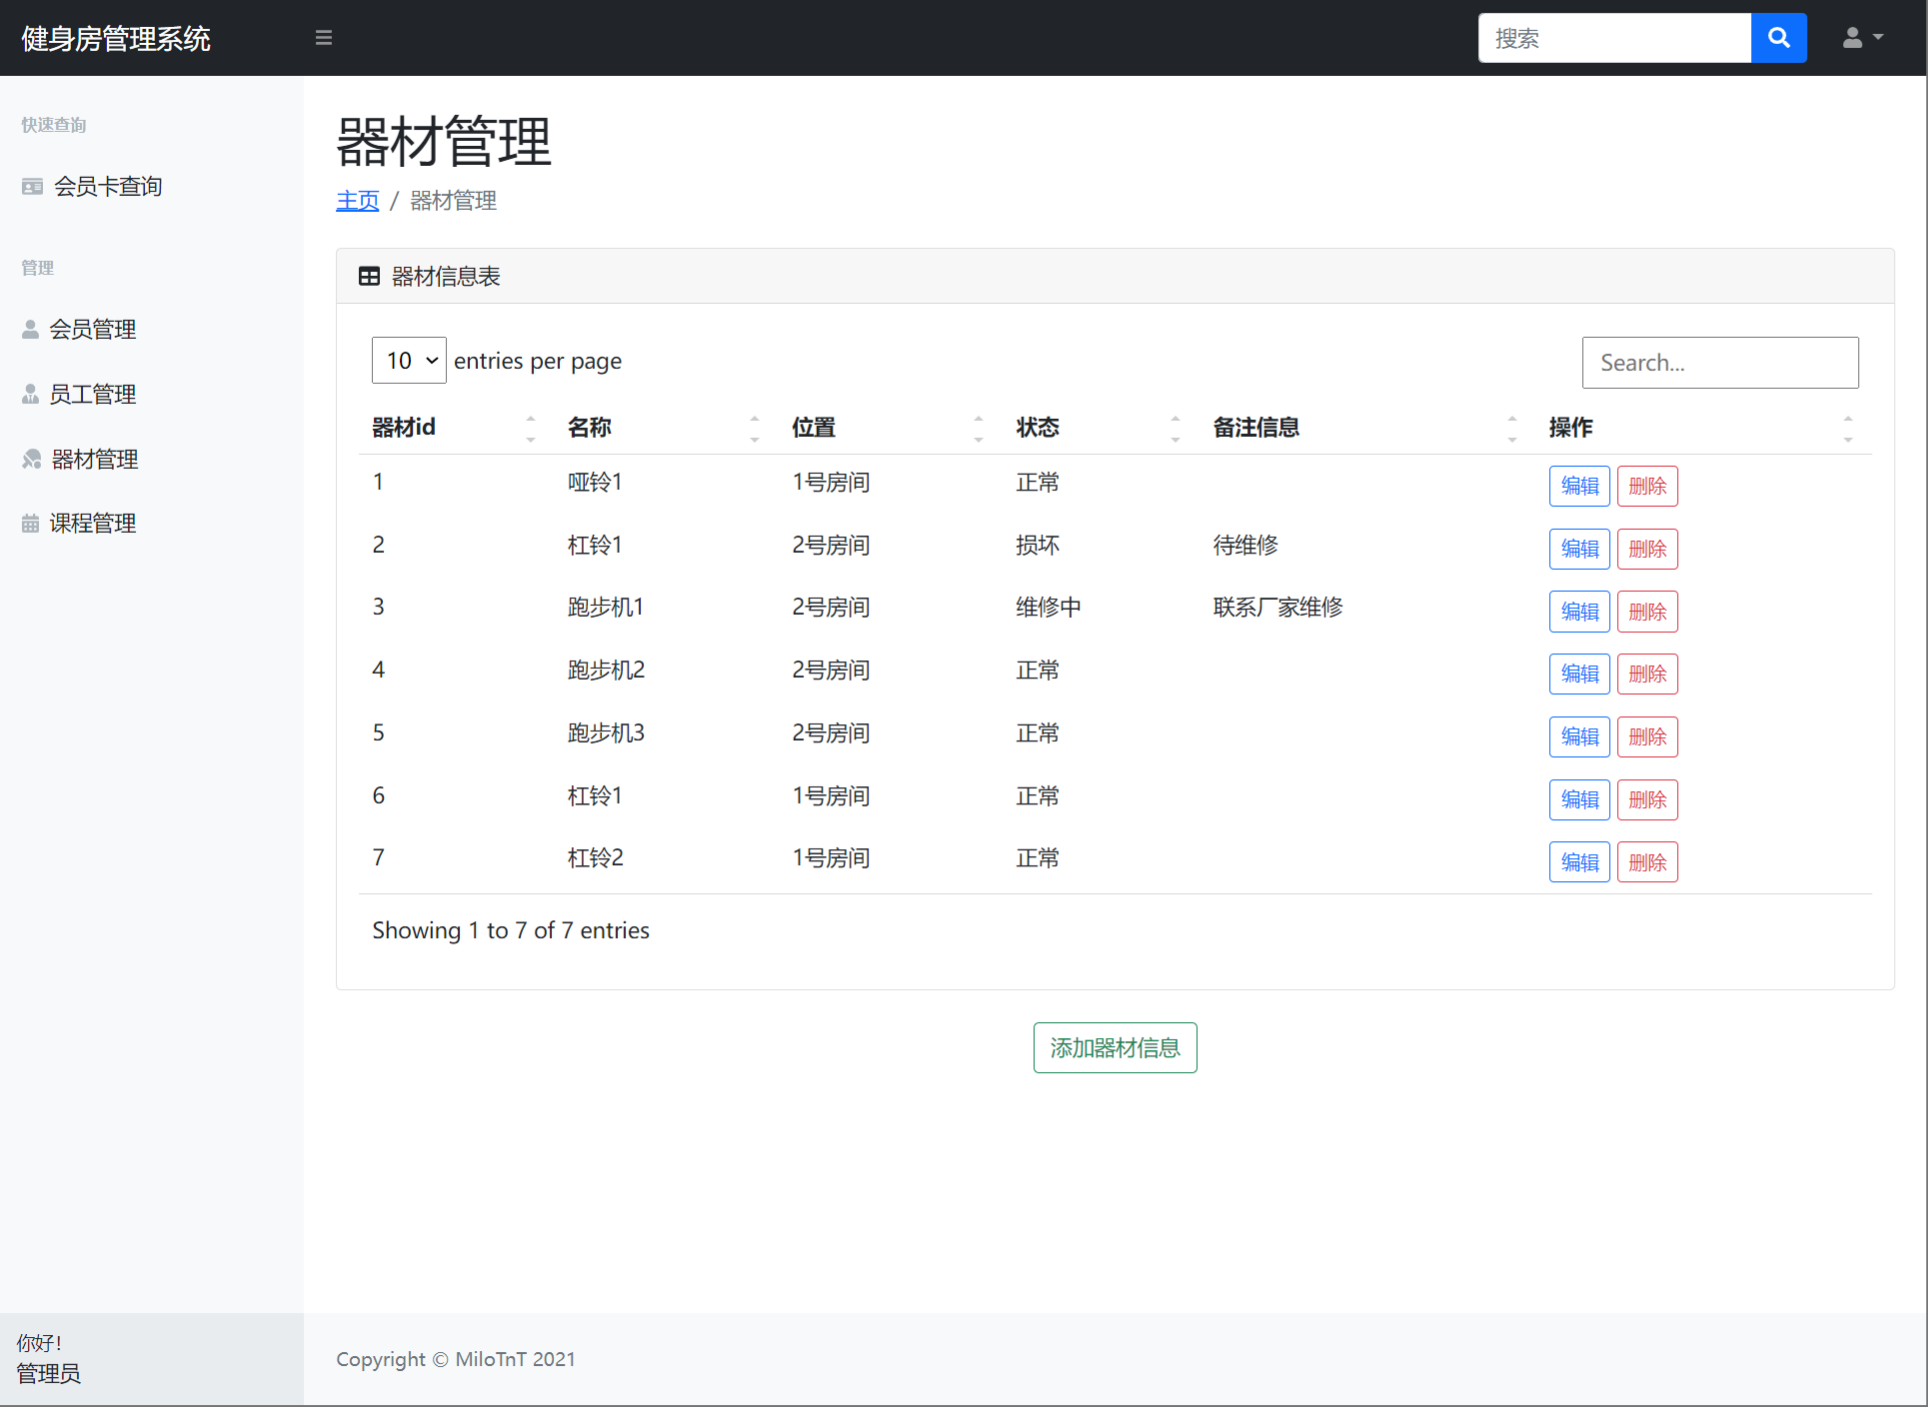 健身房管理系统
搜索
快速查询
会员卡查询
管理
会员管理
员工管理
器材管理
课程管理
器材管理
主页 / 器材管理
器材信息表
10 entries per page
Search...
器材id 名称 位置 状态 备注信息 操作
1 哑铃1 1号房间 正常 编辑 删除
2 杠铃1 2号房间 损坏 待维修 编辑 删除
3 跑步机1 2号房间 维修中 联系厂家维修 编辑 删除
4 跑步机2 2号房间 正常 编辑 删除
5 跑步机3 2号房间 正常 编辑 删除
6 杠铃1 1号房间 正常 编辑 删除
7 杠铃2 1号房间 正常 编辑 删除
Showing 1 to 7 of 7 entries
添加器材信息
你好！
管理员
Copyright © MiloTnT 2021